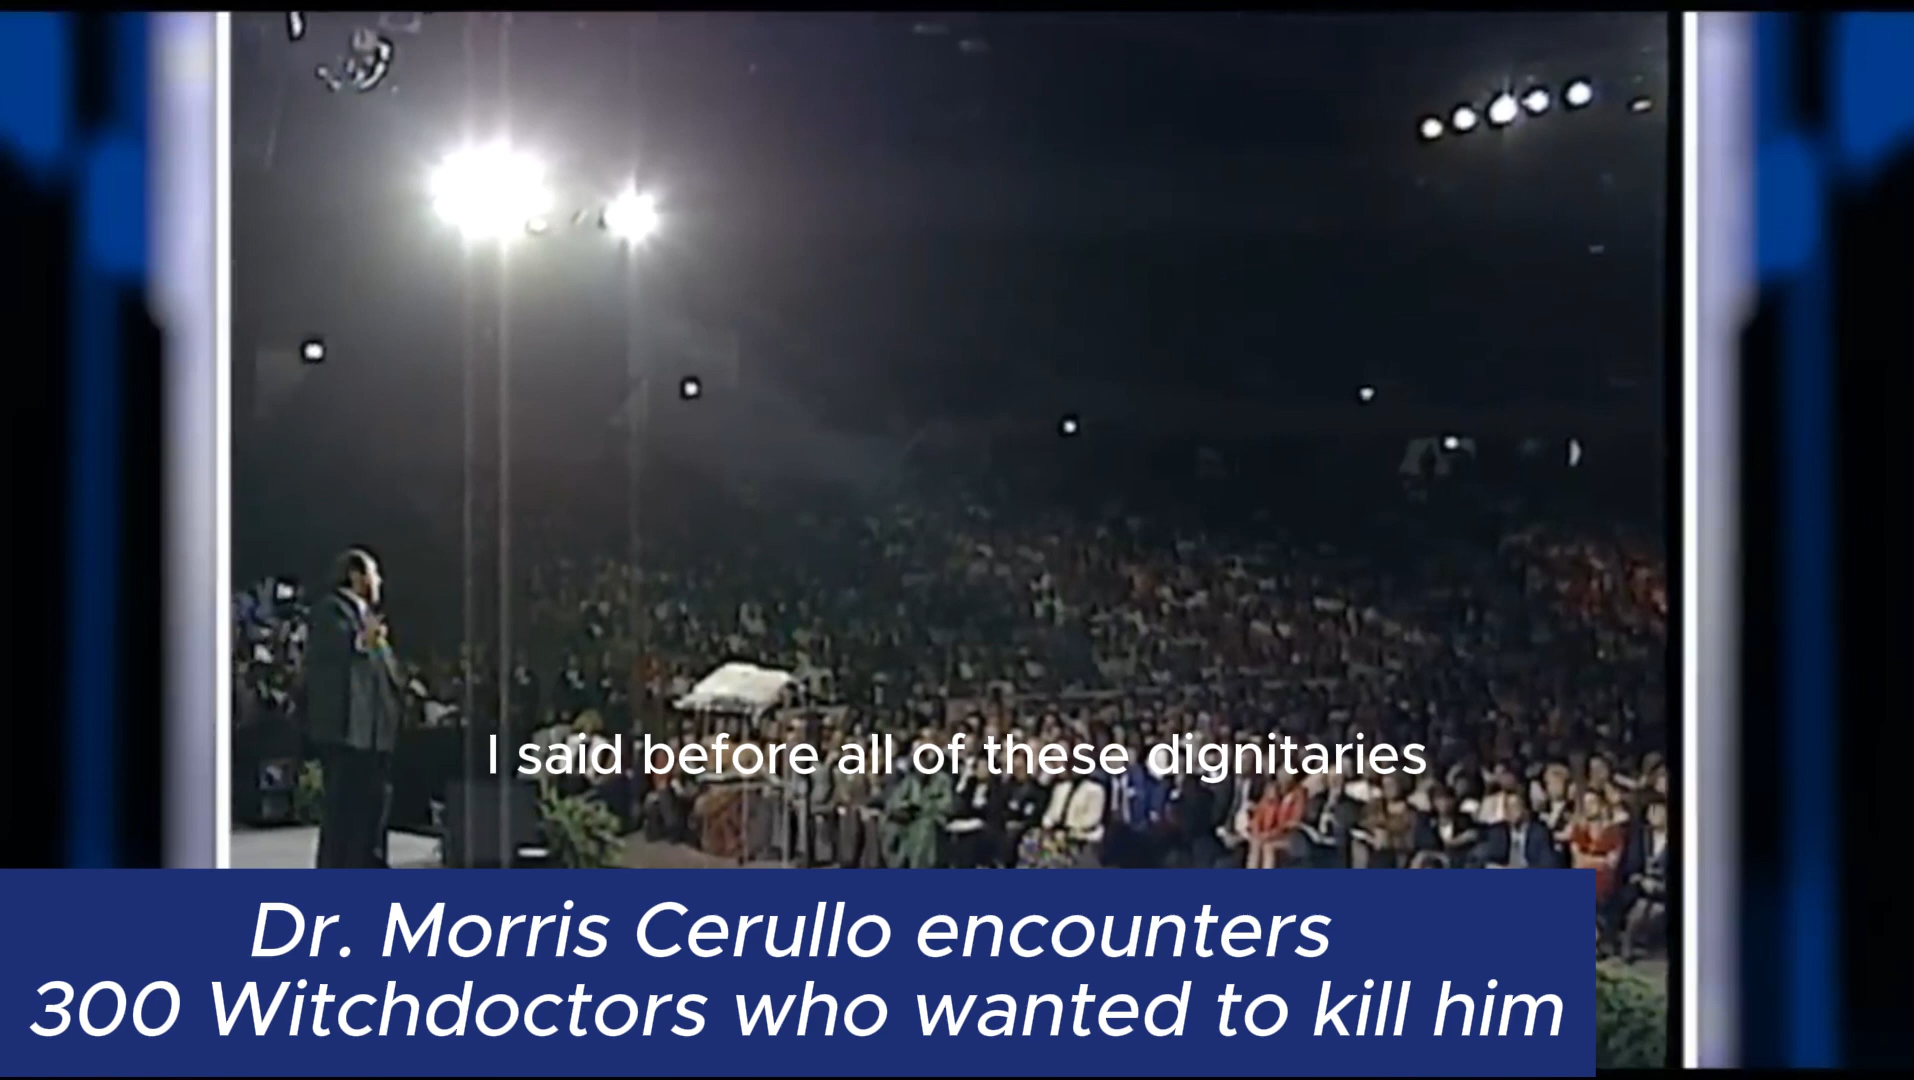 I said before all of these dignitaries
Dr. Morris Cerullo encounters
300 Witchdoctors who wanted to kill him